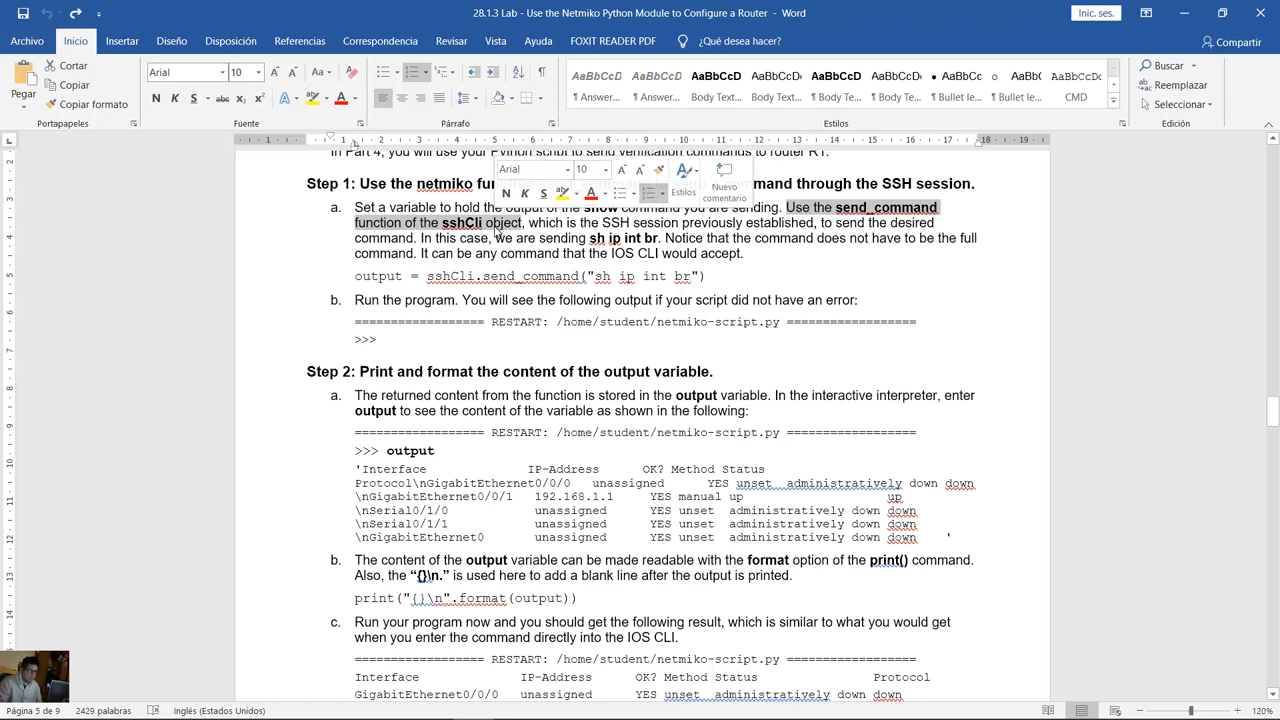 28.1.3 Lab - Use the Netmiko Python Module to Configure a Router - Word
Inic. ses.
Archivo Inicio Insertar Diseño Disposición Referencias Correspondencia Revisar Vista Ayuda FOXIT READER PDF ¿Qué desea hacer? Compartir
Pegar
Cortar
Copiar
Copiar formato
Portapapeles
Arial 10
Aa
N K S abc x₂ x²
Fuente
Párrafo
AaBbCcD AaBbCcD AaBbCcD AaBbCcD AaBbCcD AaBbCcD AaBbC AaBbC AaBbCcD
¶ Answer... ¶ Answer... Body Text... Body Text... Body Text... Body Text... ¶ Bullet le... ¶ Bullet le... CMD
Estilos
Buscar
Reemplazar
Seleccionar
Edición
In Part 4, you will use your Python script to send verification commands to router R1.
Arial 10
N K S
Estilos
Nuevo comentario
Step 1: Use the netmiko fun command through the SSH session.
a. Set a variable to hold the output of the show command you are sending. Use the send_command
function of the sshCli object, which is the SSH session previously established, to send the desired
command. In this case, we are sending sh ip int br. Notice that the command does not have to be the full
command. It can be any command that the IOS CLI would accept.
output = sshCli.send_command("sh ip int br")
b. Run the program. You will see the following output if your script did not have an error:
================== RESTART: /home/student/netmiko-script.py ==================
>>>
Step 2: Print and format the content of the output variable.
a. The returned content from the function is stored in the output variable. In the interactive interpreter, enter
output to see the content of the variable as shown in the following:
================== RESTART: /home/student/netmiko-script.py ==================
>>> output
'Interface IP-Address OK? Method Status
Protocol\nGigabitEthernet0/0/0 unassigned YES unset administratively down down
\nGigabitEthernet0/0/1 192.168.1.1 YES manual up up
\nSerial0/1/0 unassigned YES unset administratively down down
\nSerial0/1/1 unassigned YES unset administratively down down
\nGigabitEthernet0 unassigned YES unset administratively down down '
b. The content of the output variable can be made readable with the format option of the print() command.
Also, the “{}\n.” is used here to add a blank line after the output is printed.
print("{}\n".format(output))
c. Run your program now and you should get the following result, which is similar to what you would get
when you enter the command directly into the IOS CLI.
================== RESTART: /home/student/netmiko-script.py ==================
Interface IP-Address OK? Method Status Protocol
GigabitEthernet0/0/0 unassigned YES unset administratively down down
Página 5 de 9 2429 palabras Inglés (Estados Unidos) 120%